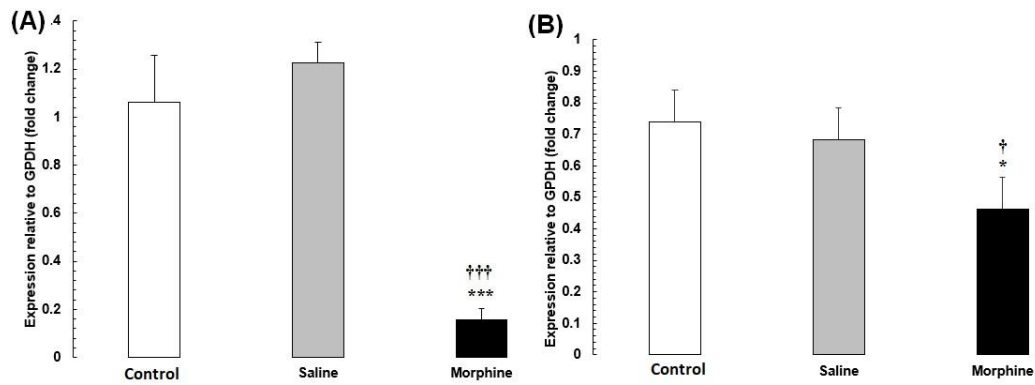 (A)
Expression relative to GPDH (fold change)
.4
1.2
1
0.8
0.6
0.4
0.2
0
†††
***
Control
Saline
Morphine
(B)
Expression relative to GPDH (fold change)
1
0.9
0.8
0.7
0.6
0.5
0.4
0.3
0.2
0.1
0
†
*
Control
Saline
Morphine